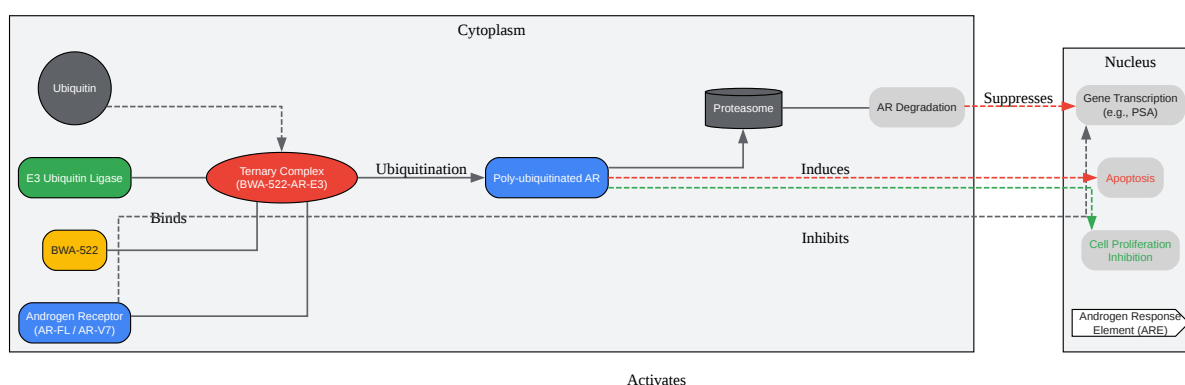 Cytoplasm
Nucleus
Ubiquitin
Proteasome
AR Degradation
Suppresses
Gene Transcription
(e.g., PSA)
E3 Ubiquitin Ligase
Ternary Complex
(BWA-522-AR-E3)
Ubiquitination
Poly-ubiquitinated AR
Induces
Apoptosis
Binds
BWA-522
Inhibits
Cell Proliferation
Inhibition
Androgen Receptor
(AR-FL / AR-V7)
Androgen Response
Element (ARE)
Activates